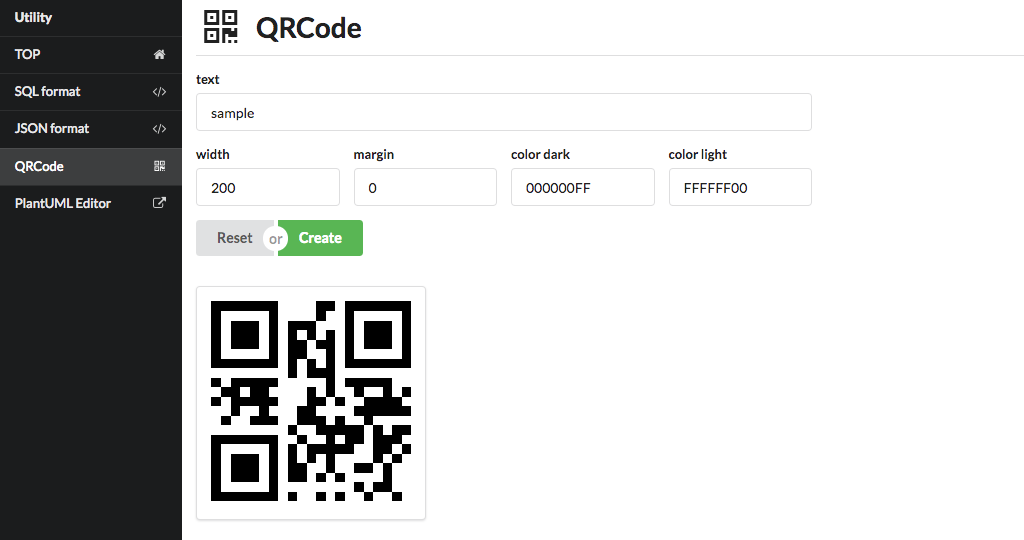 Utility
TOP
SQL format
JSON format
QRCode
PlantUML Editor
QRCode
text
sample
width margin color dark color light
200 0 000000FF FFFFFF00
Reset or Create